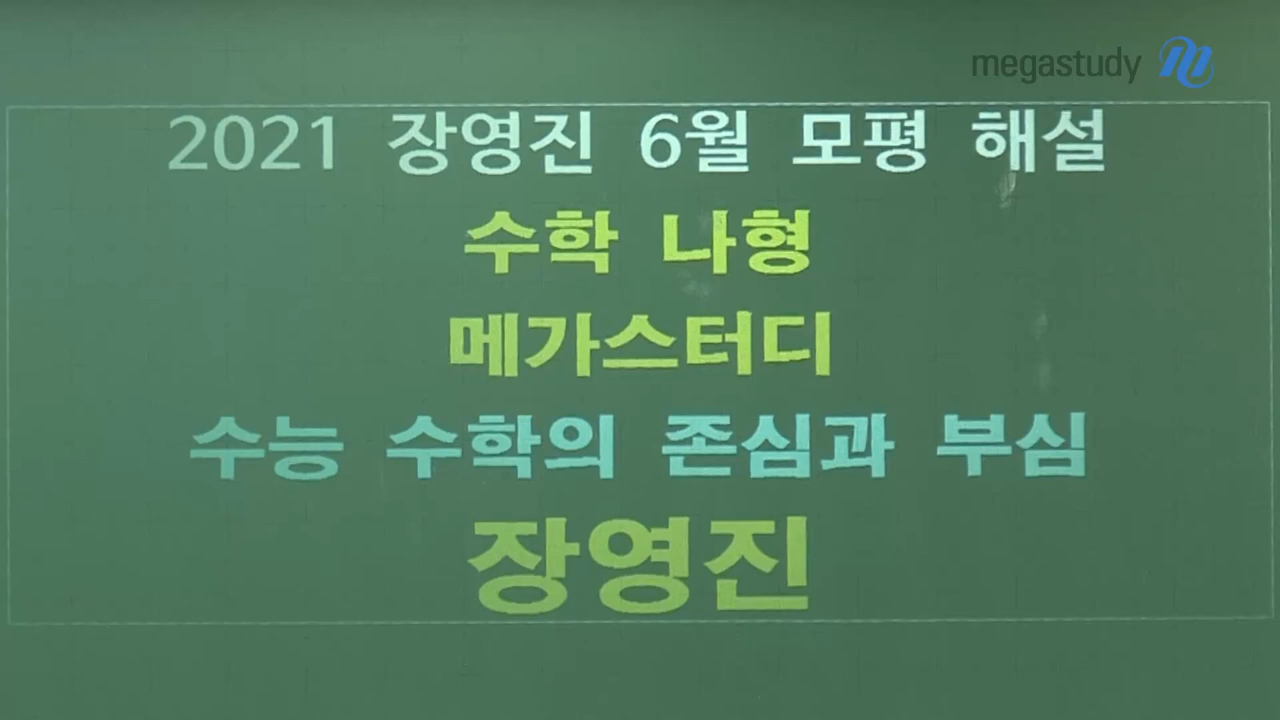 megastudy
2021 장영진 6월 모평 해설
수학 나형
메가스터디
수능 수학의 존심과 부심
장영진